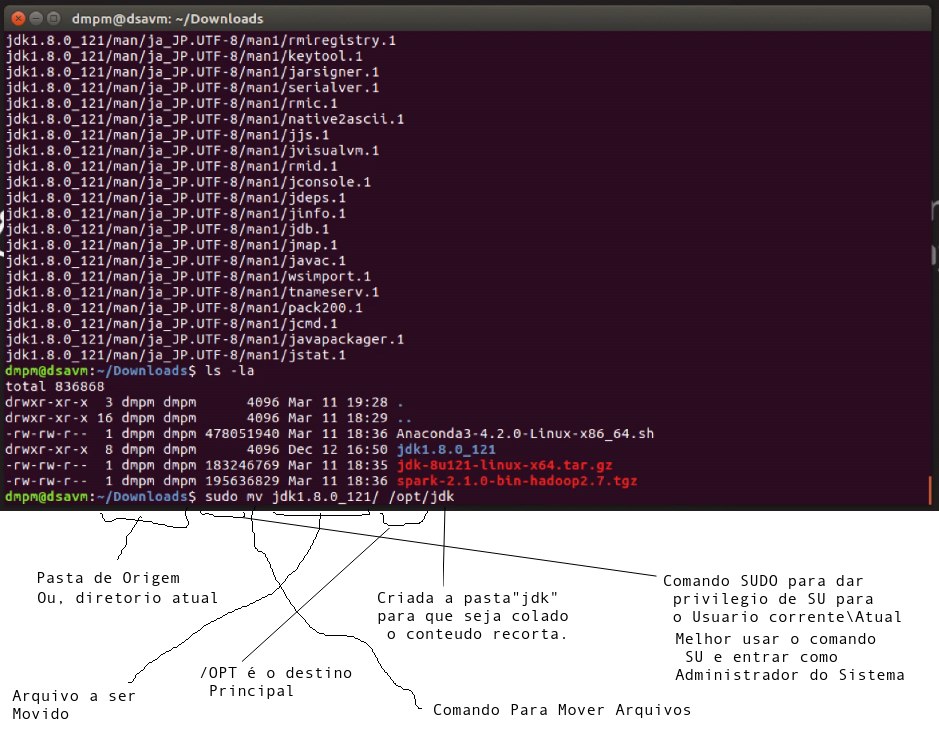 dmpm@dsavm: ~/Downloads
jdk1.8.0_121/man/ja_JP.UTF-8/man1/rmiregistry.1
jdk1.8.0_121/man/ja_JP.UTF-8/man1/keytool.1
jdk1.8.0_121/man/ja_JP.UTF-8/man1/jarsigner.1
jdk1.8.0_121/man/ja_JP.UTF-8/man1/serialver.1
jdk1.8.0_121/man/ja_JP.UTF-8/man1/rmic.1
jdk1.8.0_121/man/ja_JP.UTF-8/man1/native2ascii.1
jdk1.8.0_121/man/ja_JP.UTF-8/man1/jjs.1
jdk1.8.0_121/man/ja_JP.UTF-8/man1/jvisualvm.1
jdk1.8.0_121/man/ja_JP.UTF-8/man1/rmid.1
jdk1.8.0_121/man/ja_JP.UTF-8/man1/jconsole.1
jdk1.8.0_121/man/ja_JP.UTF-8/man1/jdeps.1
jdk1.8.0_121/man/ja_JP.UTF-8/man1/jinfo.1
jdk1.8.0_121/man/ja_JP.UTF-8/man1/jdb.1
jdk1.8.0_121/man/ja_JP.UTF-8/man1/jmap.1
jdk1.8.0_121/man/ja_JP.UTF-8/man1/javac.1
jdk1.8.0_121/man/ja_JP.UTF-8/man1/wsimport.1
jdk1.8.0_121/man/ja_JP.UTF-8/man1/tnameserv.1
jdk1.8.0_121/man/ja_JP.UTF-8/man1/pack200.1
jdk1.8.0_121/man/ja_JP.UTF-8/man1/jcmd.1
jdk1.8.0_121/man/ja_JP.UTF-8/man1/javapackager.1
jdk1.8.0_121/man/ja_JP.UTF-8/man1/jstat.1
dmpm@dsavm:~/Downloads$ ls -la
total 836868
drwxr-xr-x  3 dmpm dmpm      4096 Mar 11 19:28 .
drwxr-xr-x 16 dmpm dmpm      4096 Mar 11 18:29 ..
-rw-rw-r--  1 dmpm dmpm 478051940 Mar 11 18:36 Anaconda3-4.2.0-Linux-x86_64.sh
drwxr-xr-x  8 dmpm dmpm      4096 Dec 12 16:50 jdk1.8.0_121
-rw-rw-r--  1 dmpm dmpm 183246769 Mar 11 18:35 jdk-8u121-linux-x64.tar.gz
-rw-rw-r--  1 dmpm dmpm 195636829 Mar 11 18:36 spark-2.1.0-bin-hadoop2.7.tgz
dmpm@dsavm:~/Downloads$ sudo mv jdk1.8.0_121/ /opt/jdk
Pasta de Origem
Ou, diretorio atual
Criada a pasta"jdk"
para que seja colado
o conteudo recorta.
Comando SUDO para dar
privilegio de SU para
o Usuario corrente\Atual
Melhor usar o comando
SU e entrar como
Administrador do Sistema
/OPT é o destino
Principal
Arquivo a ser
Movido
Comando Para Mover Arquivos